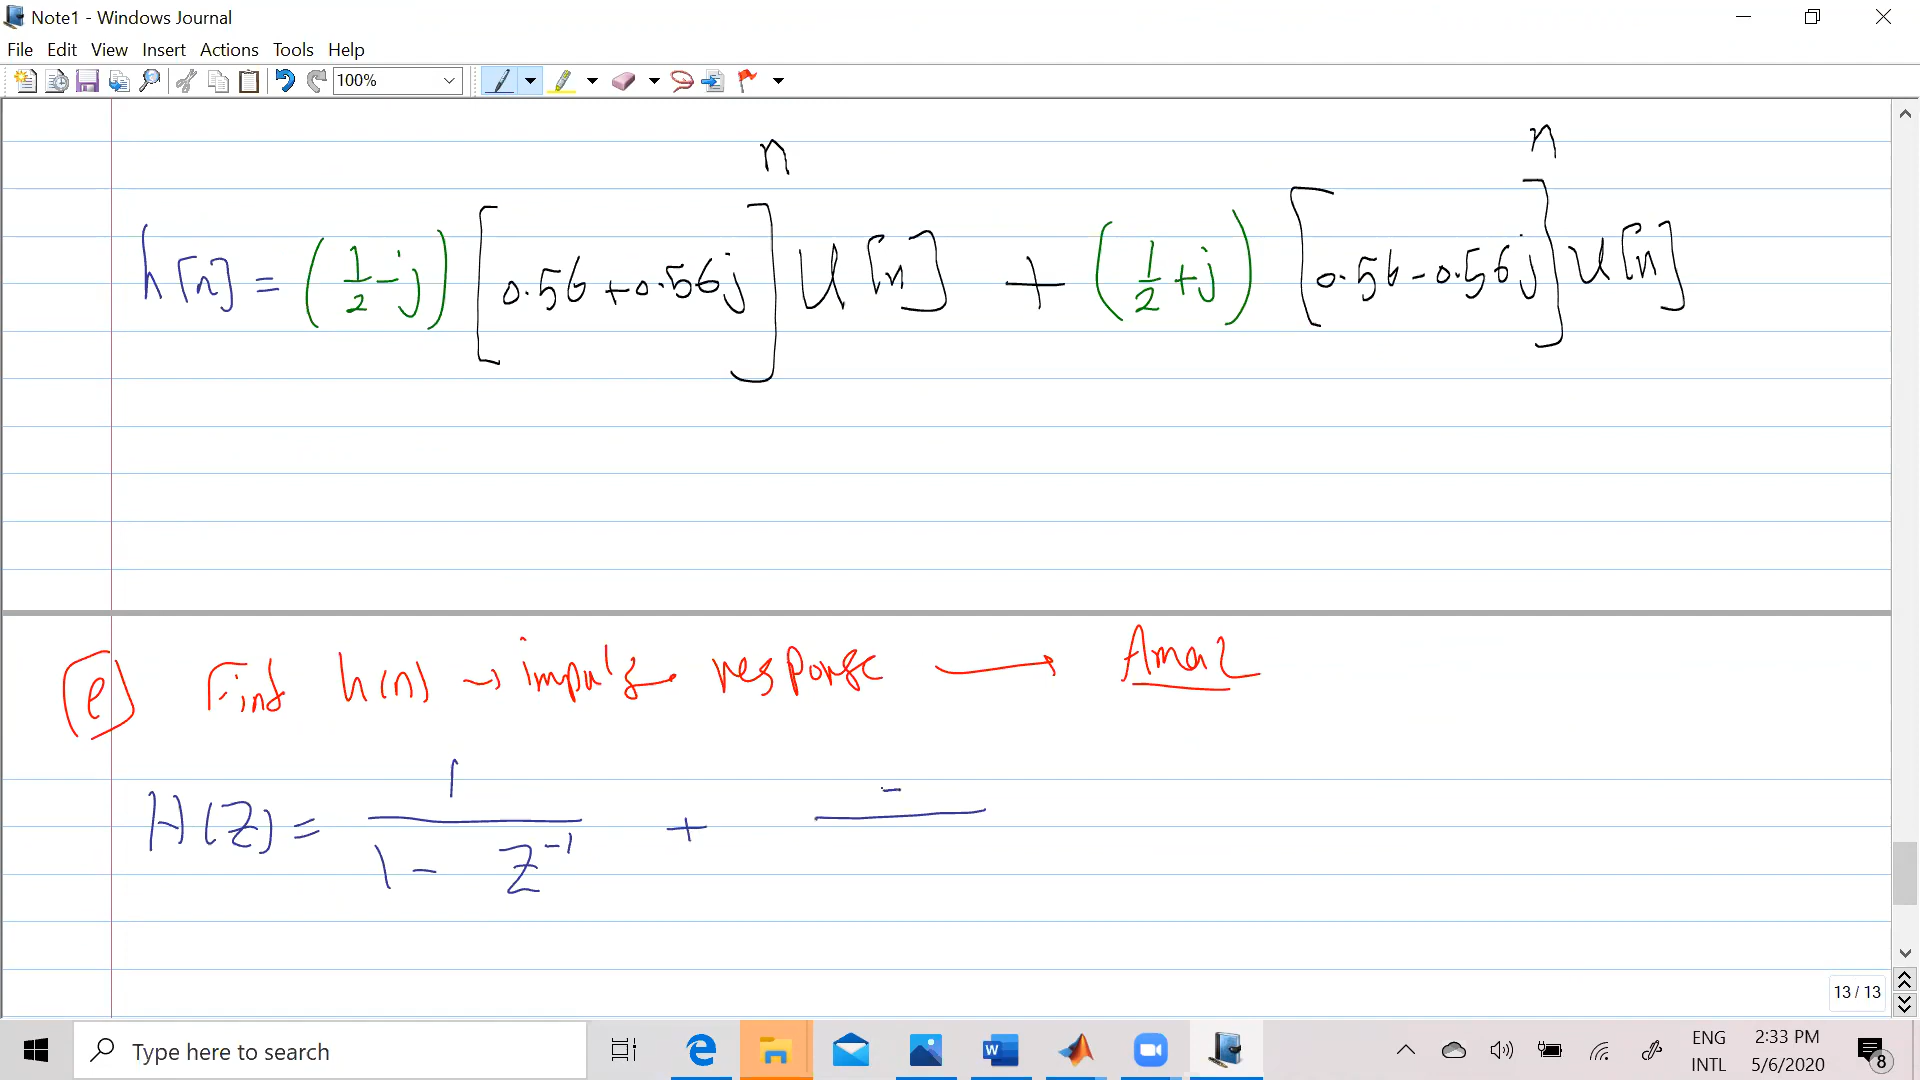 Note1 - Windows Journal
File Edit View Insert Actions Tools Help
100%
n n
h[n] = (1/2 - j) [0.56 + 0.56j] U[n] + (1/2 + j) [0.56 - 0.56j] U[n]
e Find h(n) → impulse response → Amal
1 -
H(Z) = ——— + ———
1 - Z⁻¹
13 / 13
Type here to search
ENG 2:33 PM
INTL 5/6/2020 8